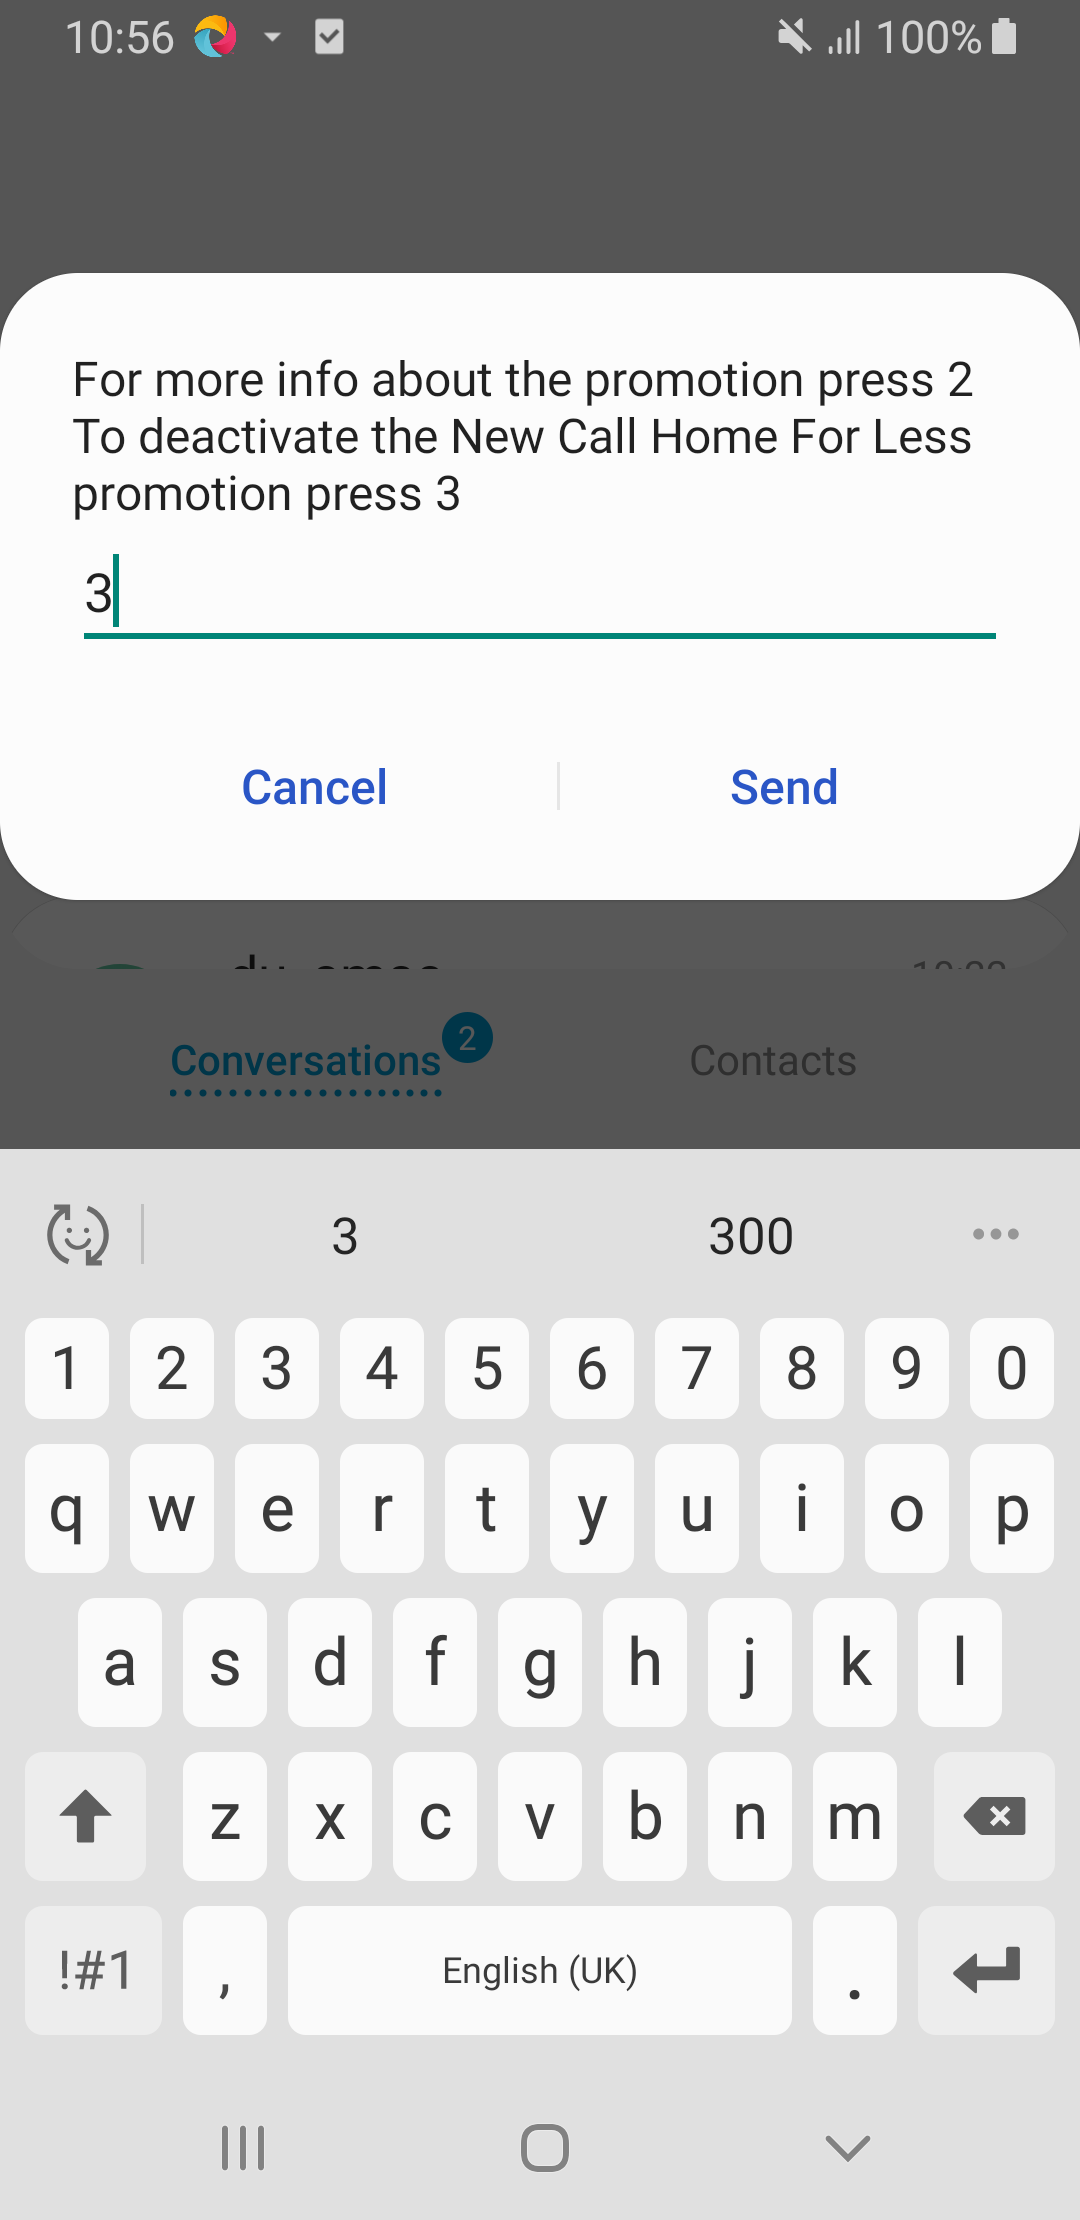 10:56 100%
For more info about the promotion press 2
To deactivate the New Call Home For Less
promotion press 3
3
Cancel Send
Conversations 2 Contacts
3 300
1 2 3 4 5 6 7 8 9 0
q w e r t y u i o p
a s d f g h j k l
z x c v b n m
!#1 , English (UK) .